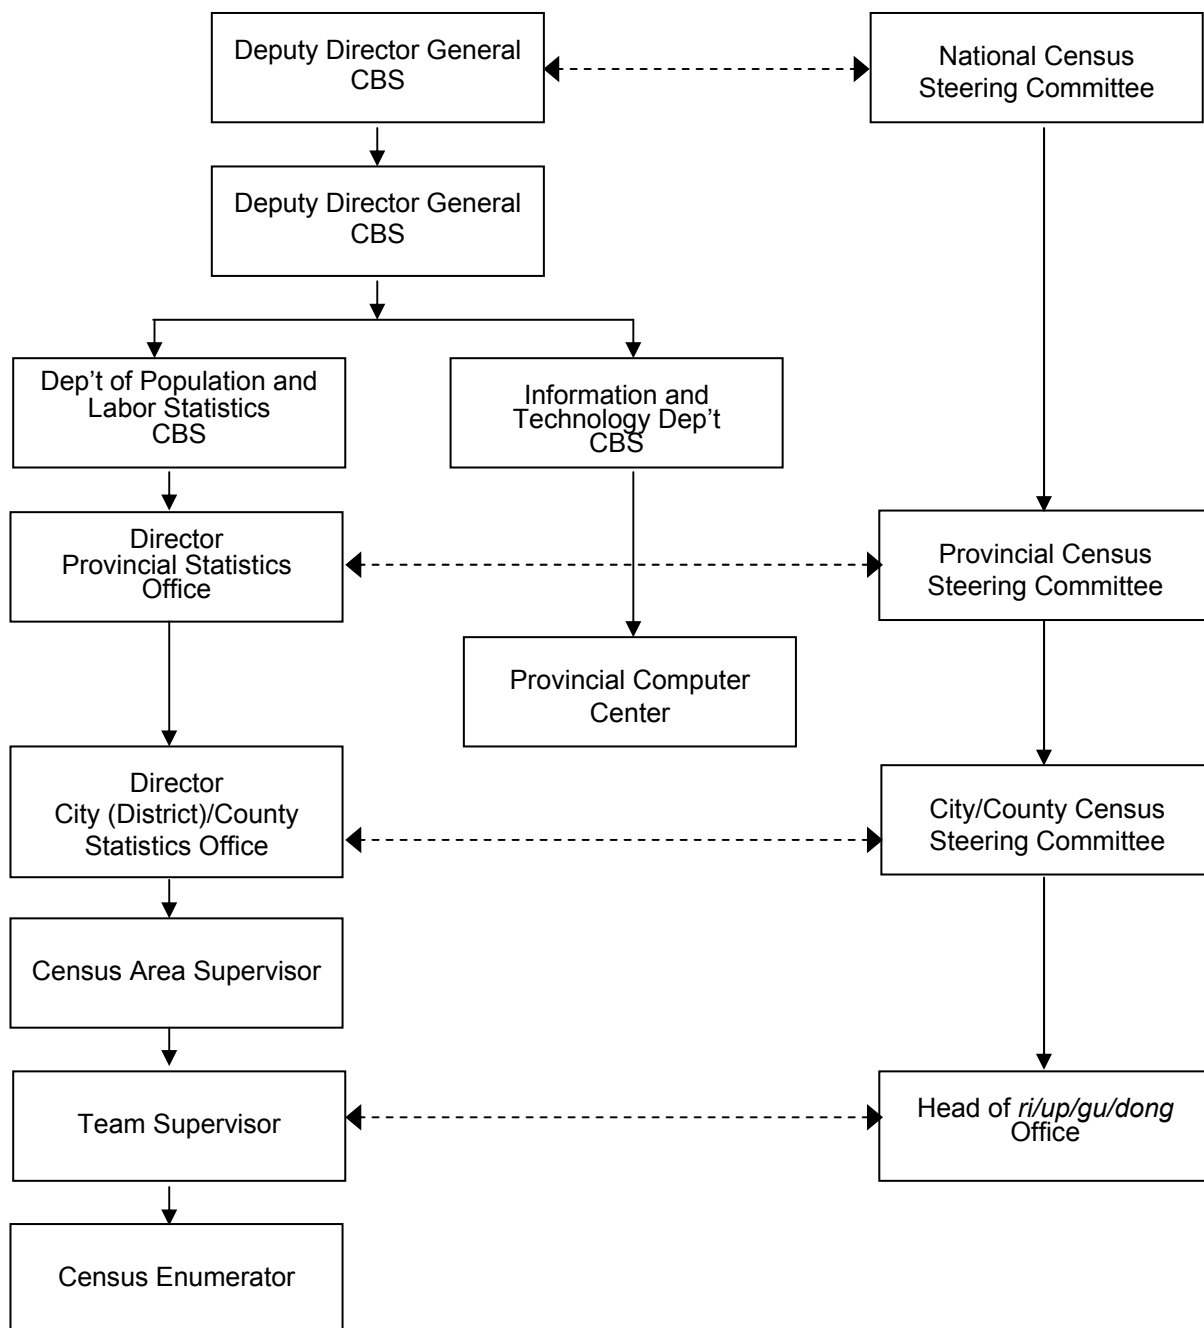 Deputy Director General
CBS
National Census
Steering Committee
Deputy Director General
CBS
Dep’t of Population and
Labor Statistics
CBS
Information and
Technology Dep’t
CBS
Director
Provincial Statistics
Office
Provincial Census
Steering Committee
Provincial Computer
Center
Director
City (District)/County
Statistics Office
City/County Census
Steering Committee
Census Area Supervisor
Team Supervisor
Head of ri/up/gu/dong
Office
Census Enumerator